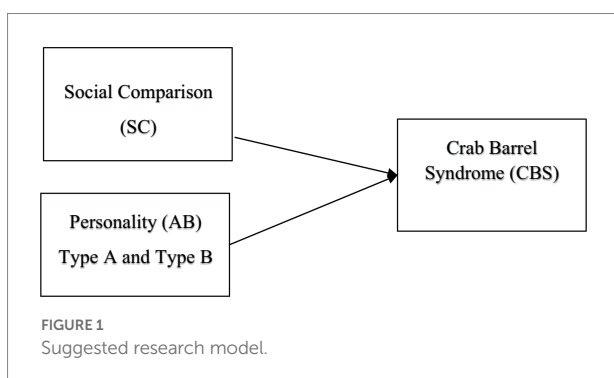 Social Comparison
(SC)
Personality (AB)
Type A and Type B
Crab Barrel
Syndrome (CBS)
FIGURE 1
Suggested research model.